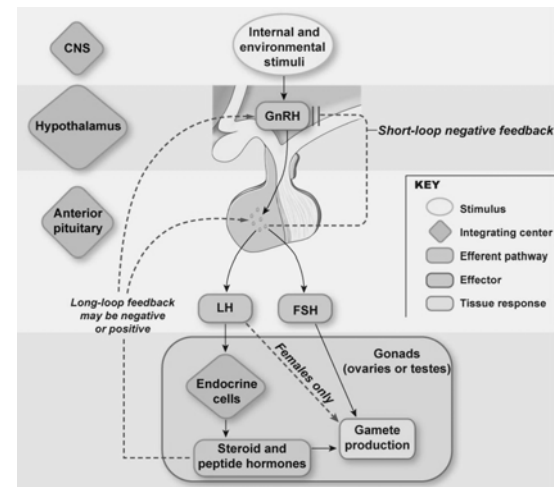 CNS
Internal and
environmental
stimuli
Hypothalamus
GnRH
Short-loop negative feedback
Anterior
pituitary
KEY
Stimulus
Integrating center
Efferent pathway
Effector
Tissue response
Long-loop feedback
may be negative
or positive
LH
FSH
Females only
Gonads
(ovaries or testes)
Endocrine
cells
Gamete
production
Steroid and
peptide hormones